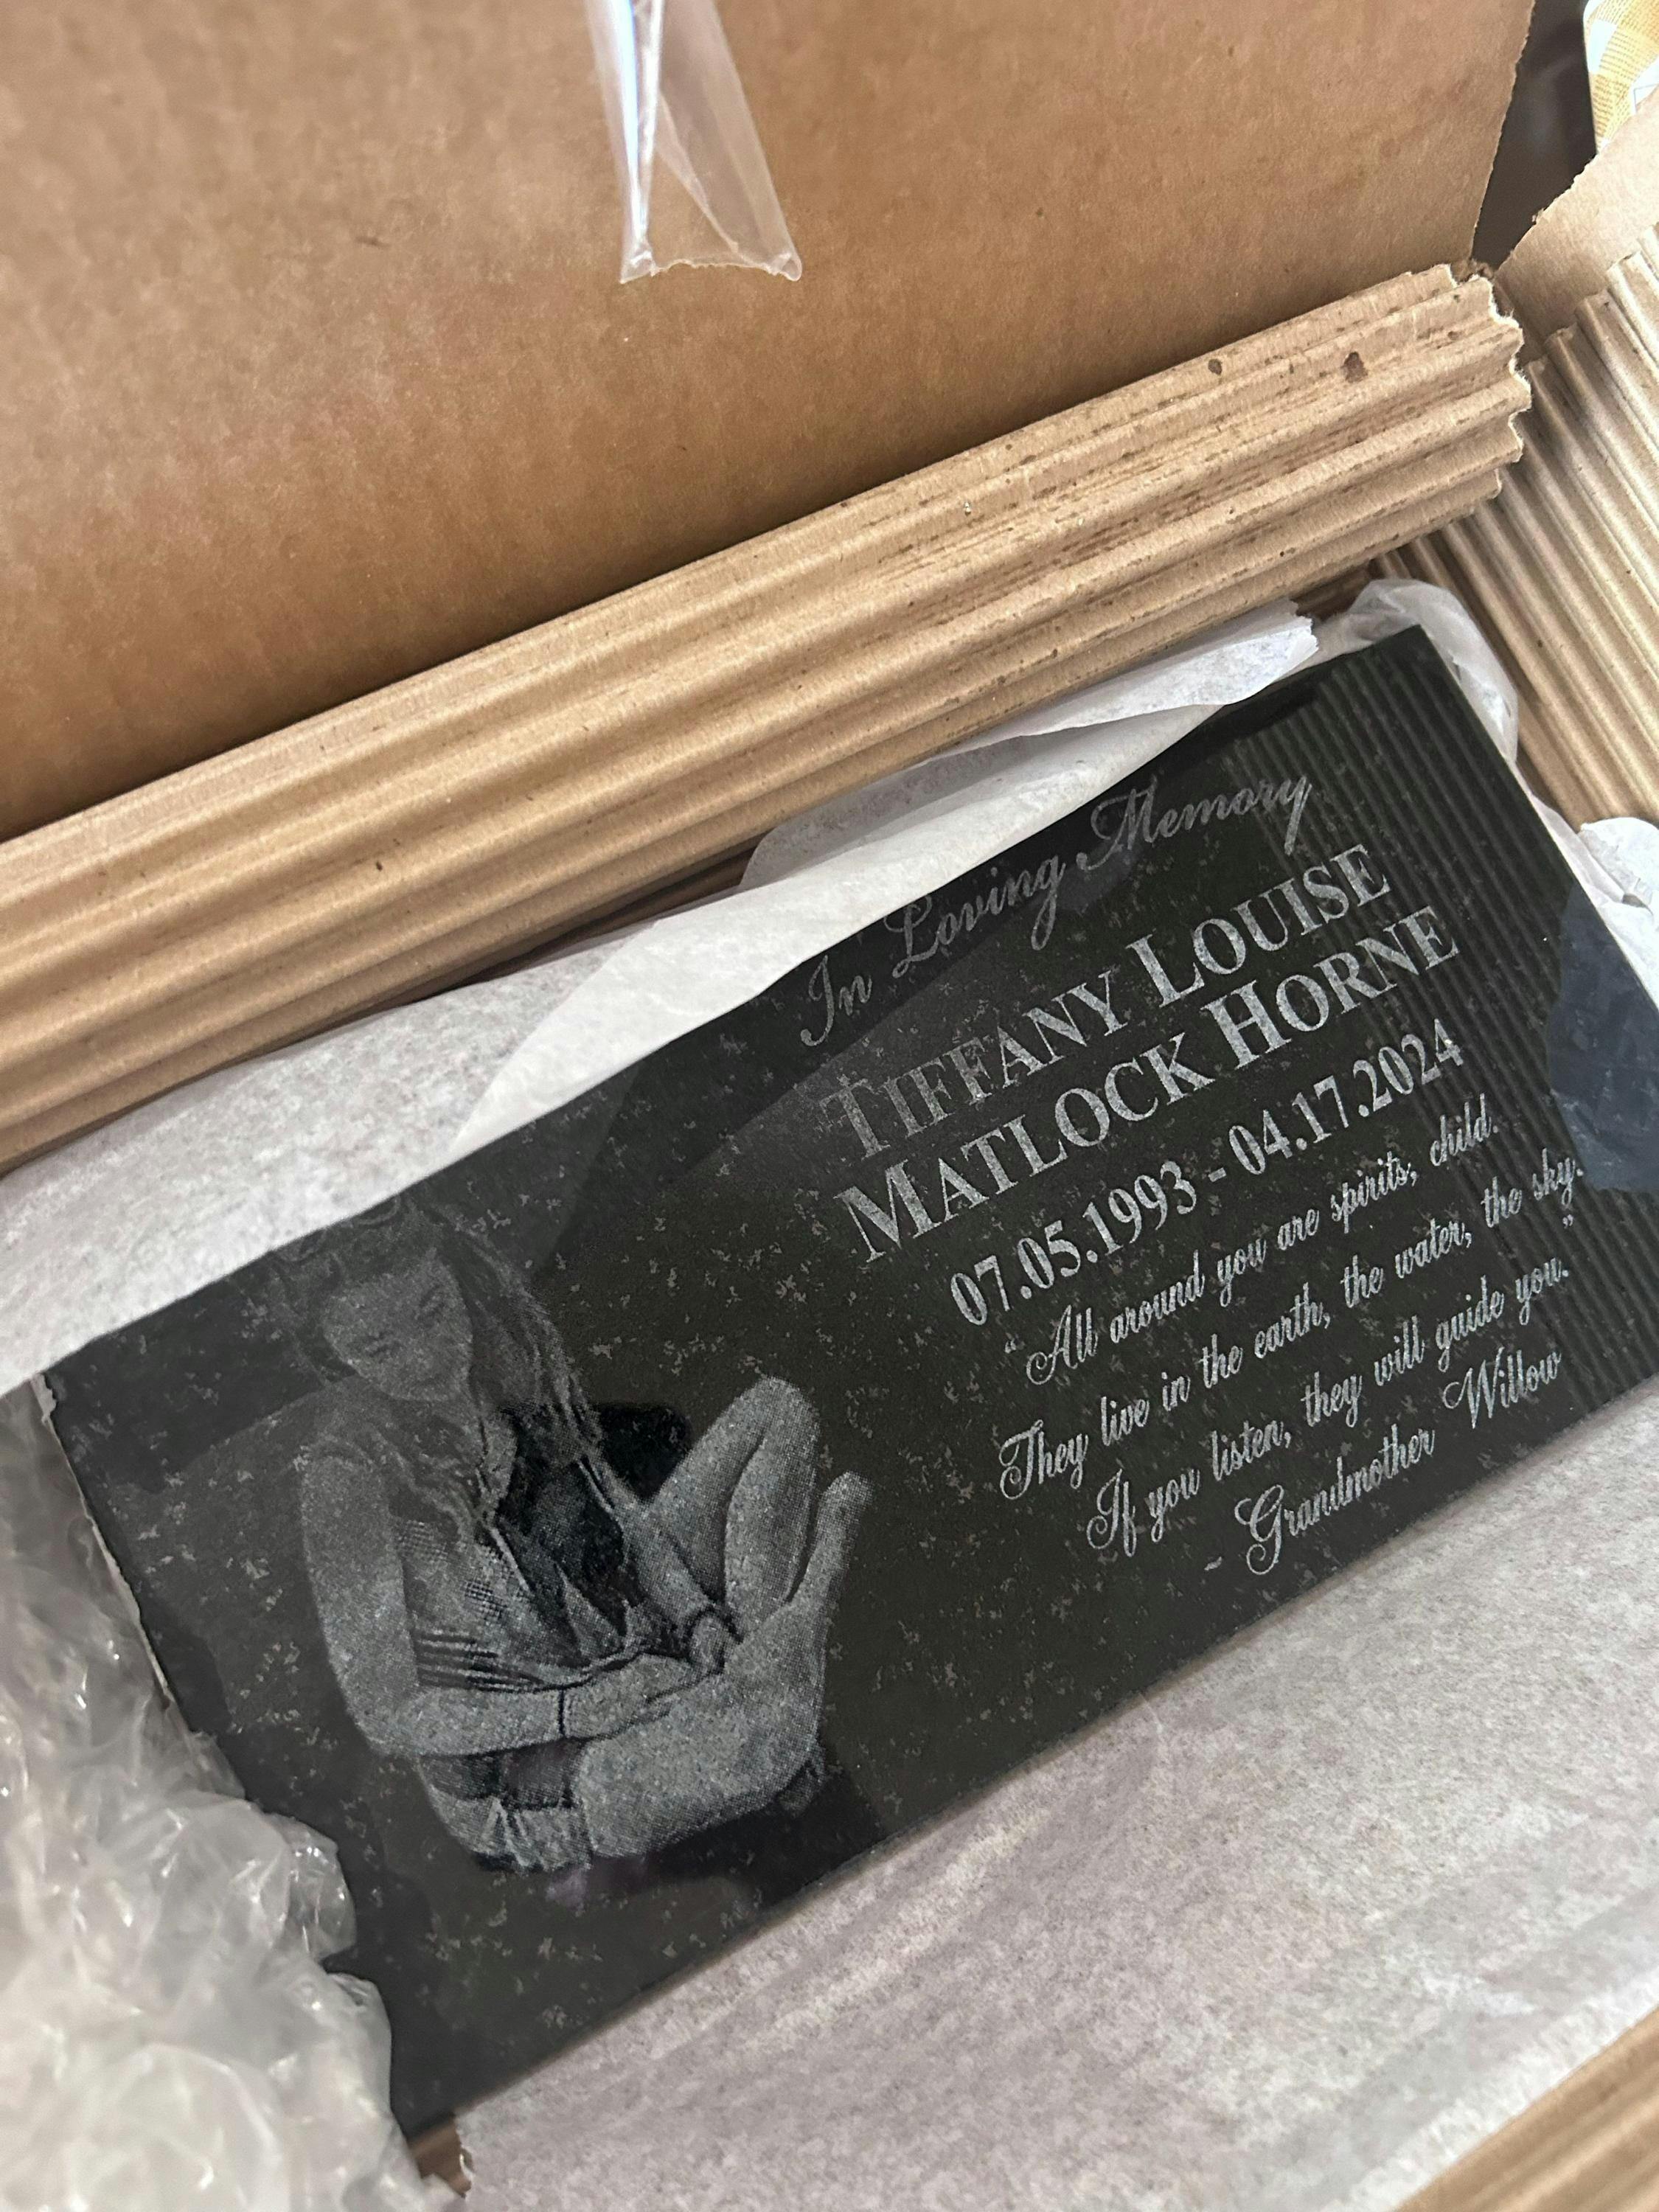 In Loving Memory
TIFFANY LOUISE
MATLOCK HORNE
07.05.1993 - 04.17.2024
"All around you are spirits, child.
They live in the earth, the water, the sky.
If you listen, they will guide you."
- Grandmother Willow